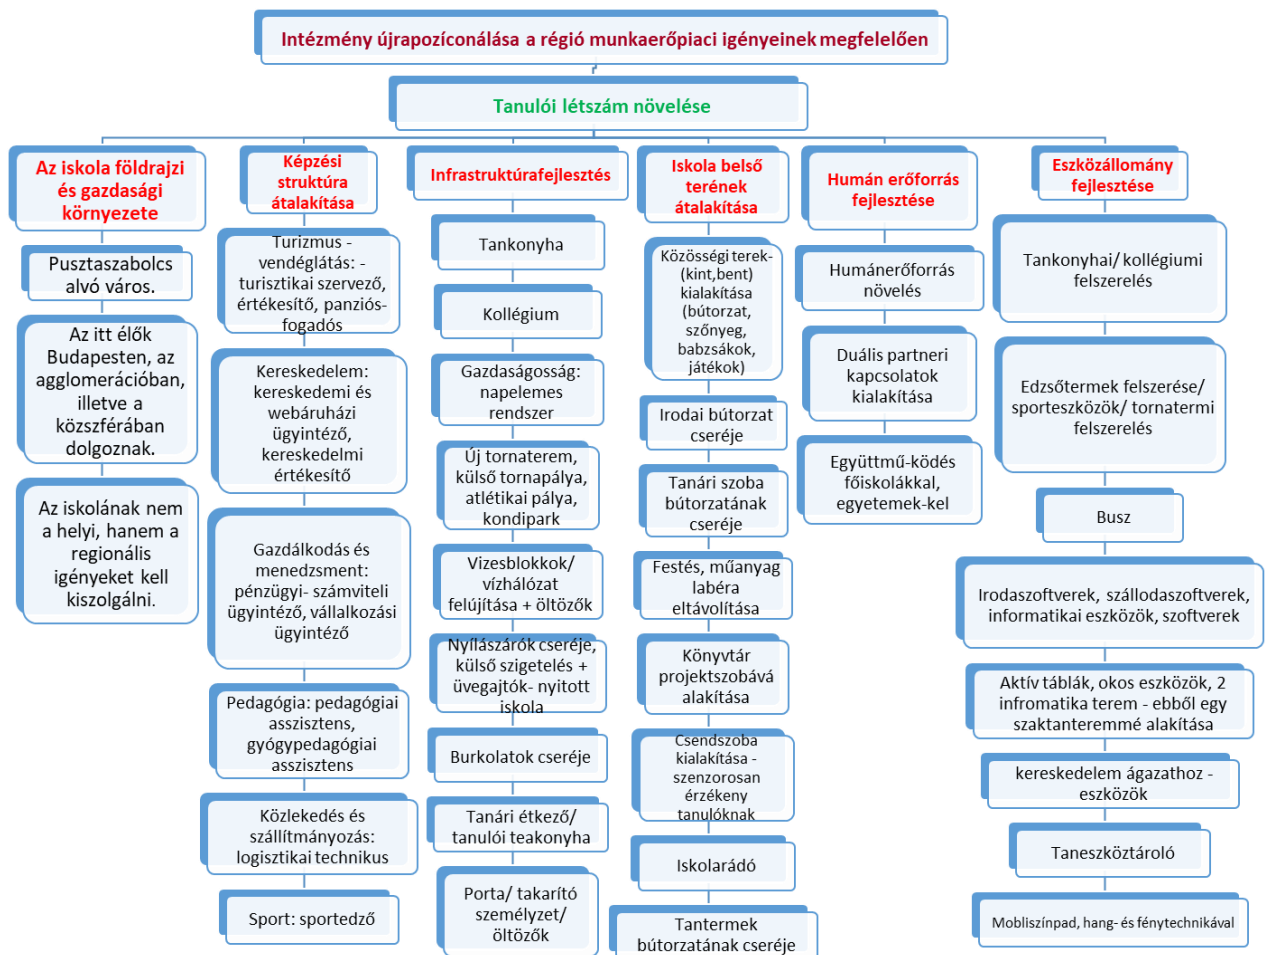 Intézmény újrapozíconálása a régió munkaerőpiaci igényeinek megfelelően
Tanulói létszám növelése
Az iskola földrajzi
és gazdasági
környezete
Pusztaszabolcs
alvó város.
Az itt élők
Budapesten, az
agglomerációban,
illetve a
közszférában
dolgoznak.
Az iskolának nem
a helyi, hanem a
regionális
igényeket kell
kiszolgálni.
Képzési
struktúra
átalakítása
Turizmus -
vendéglátás: -
turisztikai szervező,
értékesítő, panziós-
fogadós
Kereskedelem:
kereskedemi és
webáruházi
ügyintéző,
kereskedelmi
értékesítő
Gazdálkodás és
menedzsment:
pénzügyi- számviteli
ügyintéző, vállalkozási
ügyintéző
Pedagógia: pedagógiai
asszisztens,
gyógypedagógiai
asszisztens
Közlekedés és
szállítmányozás:
logisztikai technikus
Sport: sportedző
Infrastruktúrafejlesztés
Tankonyha
Kollégium
Gazdaságosság:
napelemes
rendszer
Új tornaterem,
külső tornapálya,
atlétikai pálya,
kondipark
Vizesblokkok/
vízhálózat
felújítása + öltözők
Nyílászárók cseréje,
külső szigetelés +
üvegajtók- nyitott
iskola
Burkolatok cseréje
Tanári étkező/
tanulói teakonyha
Porta/ takarító
személyzet/
öltözők
Iskola belső
terének
átalakítása
Közösségi terek-
(kint,bent)
kialakítása
(bútorzat,
szőnyeg,
babzsákok,
játékok)
Irodai bútorzat
cseréje
Tanári szoba
bútorzatának
cseréje
Festés, műanyag
labéra
eltávolítása
Könyvtár
projektszobává
alakítása
Csendszoba
kialakítása -
szenzorosan
érzékeny
tanulóknak
Iskolarádó
Tantermek
bútorzatának cseréje
Humán erőforrás
fejlesztése
Humánerőforrás
növelés
Duális partneri
kapcsolatok
kialakítása
Együttmű-ködés
főiskolákkal,
egyetemek-kel
Eszközállomány
fejlesztése
Tankonyhai/ kollégiumi
felszerelés
Edzsőtermek felszerése/
sporteszközök/ tornatermi
felszerelés
Busz
Irodaszoftverek, szállodaszoftverek,
informatikai eszközök, szoftverek
Aktív táblák, okos eszközök, 2
infromatika terem - ebből egy
szaktanteremmé alakítása
kereskedelem ágazathoz -
eszközök
Taneszköztároló
Mobliszínpad, hang- és fénytechnikával